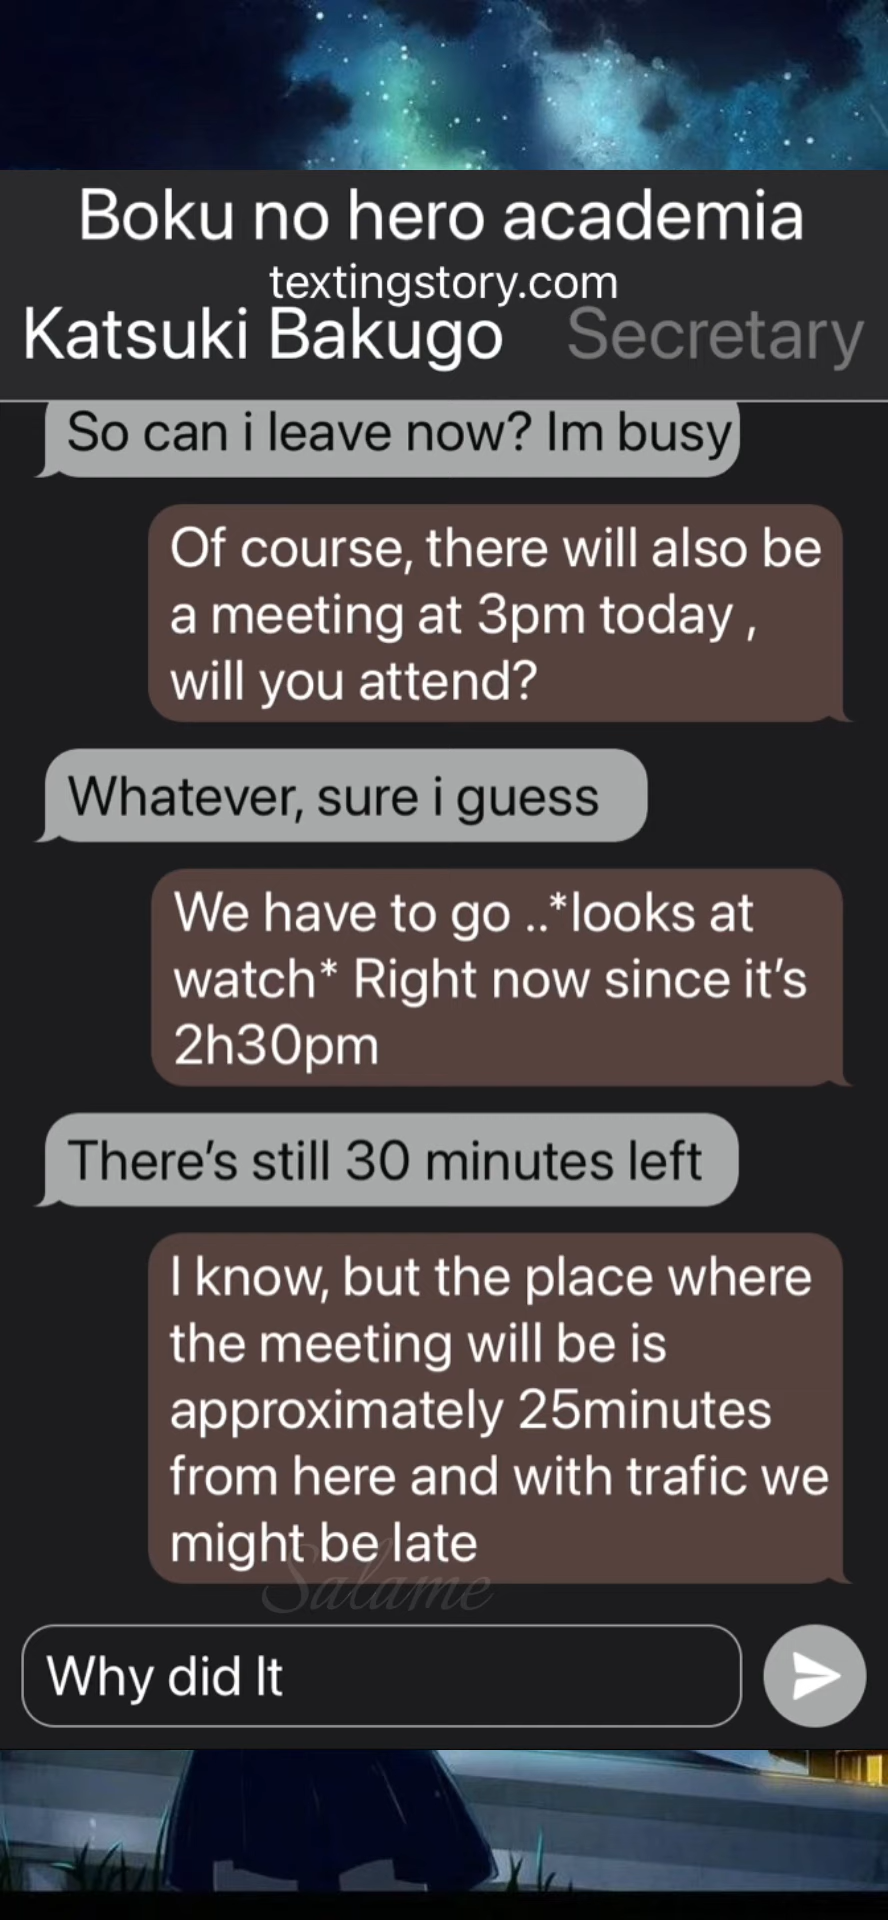 Boku no hero academia
textingstory.com
Katsuki Bakugo Secretary
So can i leave now? Im busy
Of course, there will also be
a meeting at 3pm today ,
will you attend?
Whatever, sure i guess
We have to go ..*looks at
watch* Right now since it’s
2h30pm
There’s still 30 minutes left
I know, but the place where
the meeting will be is
approximately 25minutes
from here and with trafic we
might be late
Salame
Why did It